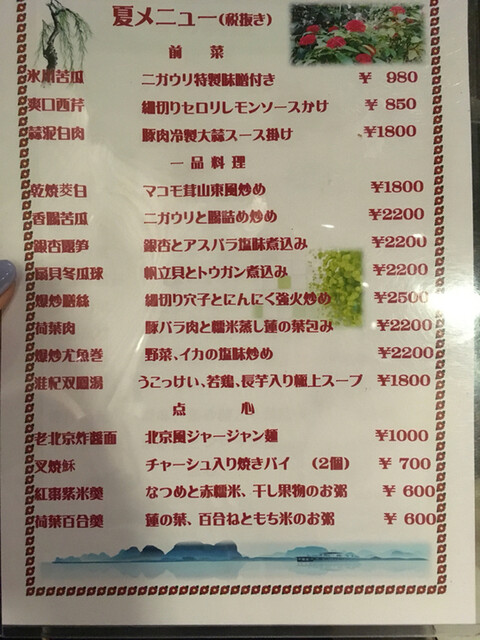 夏メニュー(税抜き)
前菜
氷凍苦瓜 ニガウリ特製味醂付き ¥ 980
爽口西芹 細切りセロリレモンソースかけ ¥ 850
蒜泥白肉 豚肉冷製大蒜スース掛け ¥1800
一品料理
乾焼茭白 マコモ茸山東風炒め ¥1800
香腸苦瓜 ニガウリと腸詰め炒め ¥2200
銀杏露笋 銀杏とアスパラ塩味煮込み ¥2200
扇貝冬瓜球 帆立貝とトウガン煮込み ¥2200
爆炒膳絲 細切り穴子とにんにく強火炒め ¥2500
荷葉肉 豚バラ肉と糯米蒸し蓮の葉包み ¥2200
爆炒尤魚巻 野菜、イカの塩味炒め ¥2200
准杞双鳳湯 うこっけい、若鶏、長芋入り極上スープ ¥1800
点心
老北京炸醤面 北京風ジャージャン麺 ¥1000
叉焼酥 チャーシュ入り焼きパイ (2個) ¥ 700
紅棗紫米羹 なつめと赤糯米、干し果物のお粥 ¥ 600
荷葉百合羹 蓮の葉、百合ねともち米のお粥 ¥ 600